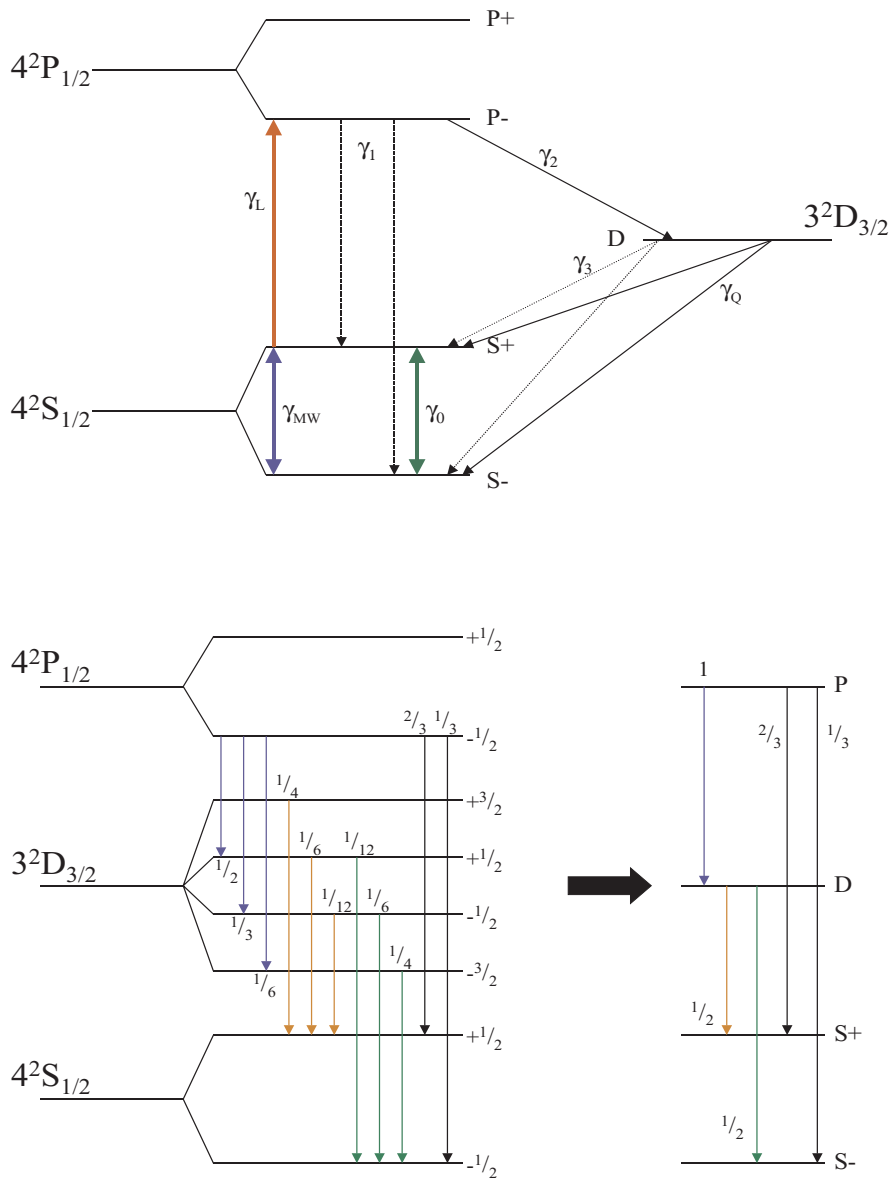 P+
4²P₁/₂
P-
γ₁
γ₂
γL
3²D₃/₂
D
γ₃
γQ
S+
4²S₁/₂
γMW
γ₀
S-
+¹/₂
4²P₁/₂
1
P
²/₃
¹/₃
-¹/₂
²/₃
¹/₃
¹/₄
+³/₂
¹/₆
¹/₁₂
+¹/₂
3²D₃/₂
¹/₂
D
¹/₁₂
¹/₆
-¹/₂
¹/₃
¹/₄
-³/₂
¹/₆
¹/₂
+¹/₂
S+
4²S₁/₂
¹/₂
-¹/₂
S-